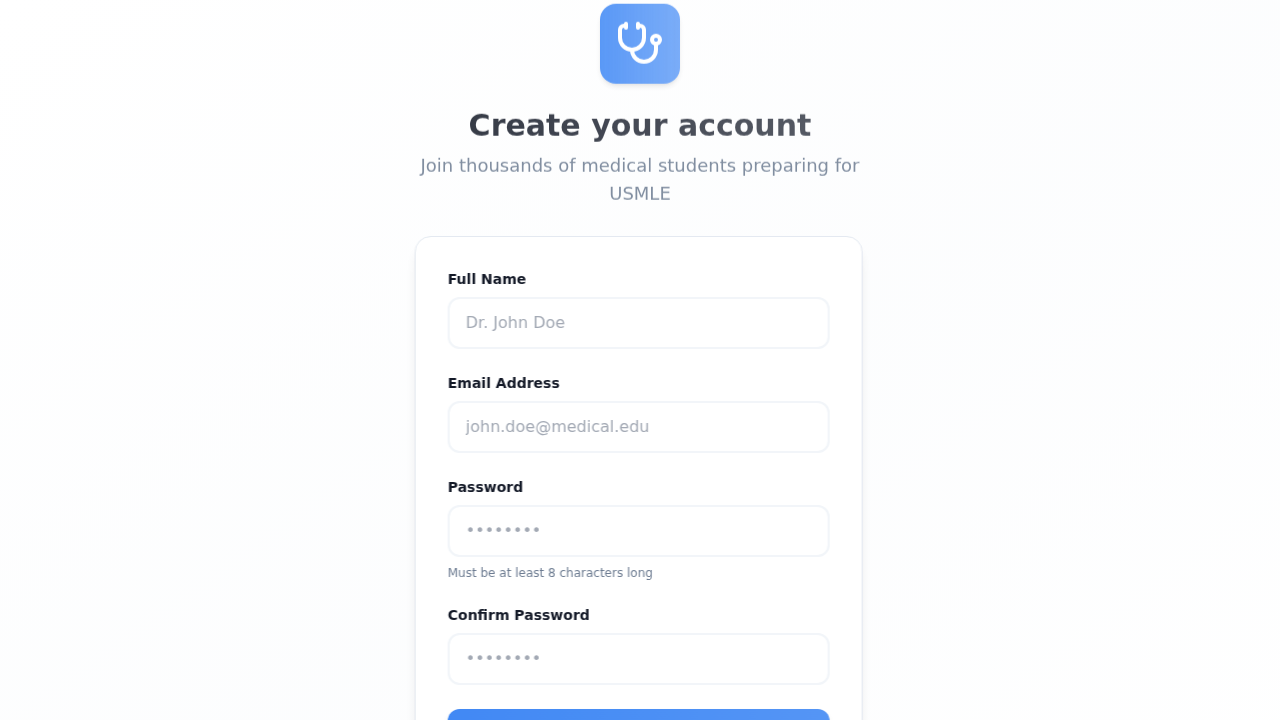 Create your account
Join thousands of medical students preparing for
USMLE
Full Name
Dr. John Doe
Email Address
john.doe@medical.edu
Password
••••••••
Must be at least 8 characters long
Confirm Password
••••••••